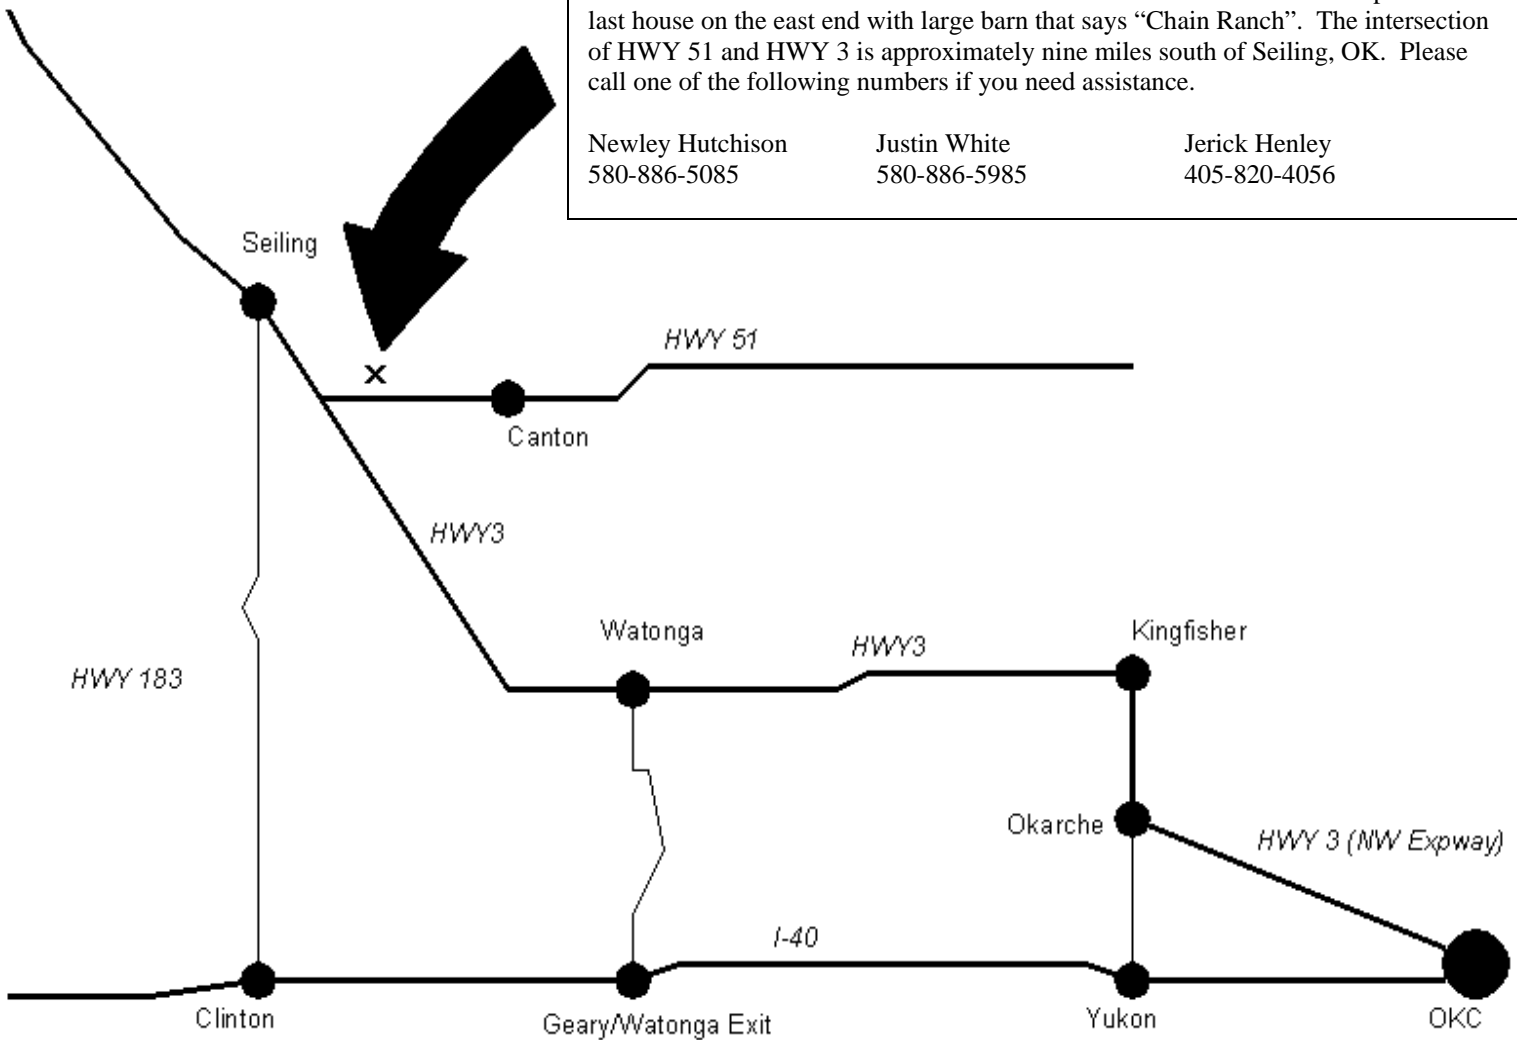 last house on the east end with large barn that says “Chain Ranch”. The intersection
of HWY 51 and HWY 3 is approximately nine miles south of Seiling, OK. Please
call one of the following numbers if you need assistance.
Newley Hutchison Justin White Jerick Henley
580-886-5085 580-886-5985 405-820-4056
Seiling
HWY 51
x
Canton
HWY3
Watonga
HWY3
Kingfisher
HWY 183
Okarche
HWY 3 (NW Expway)
I-40
Clinton
Geary/Watonga Exit
Yukon
OKC